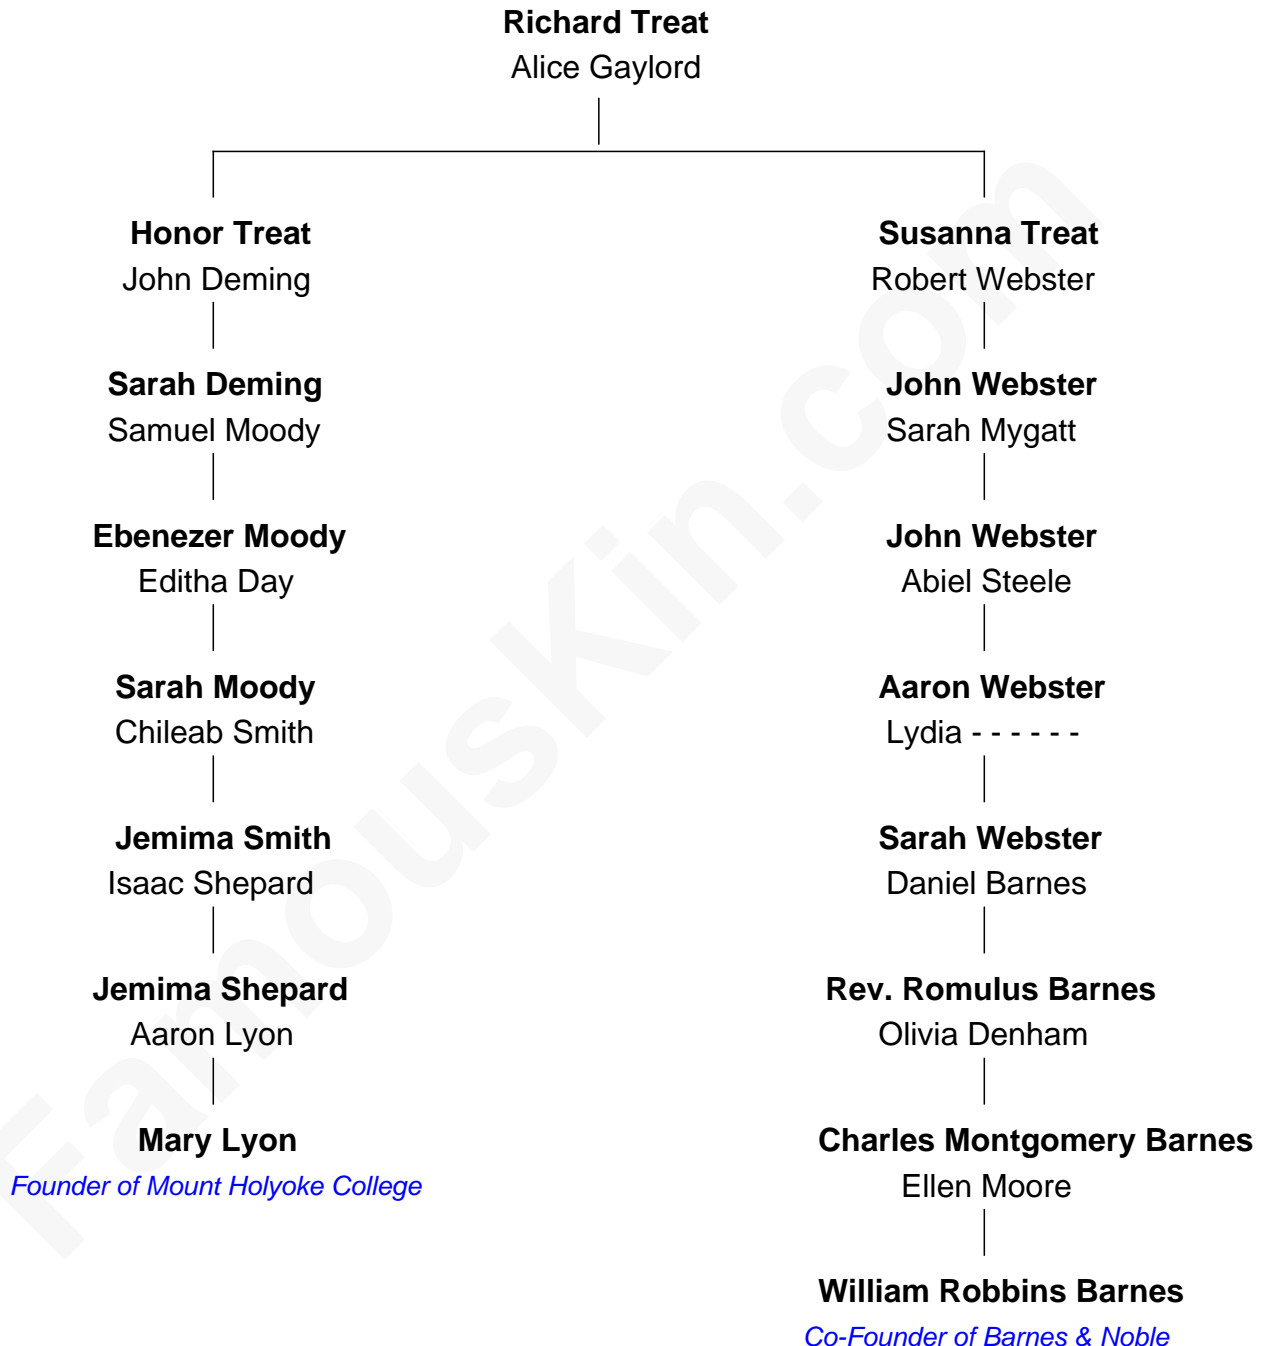 Richard Treat
Alice Gaylord
Honor Treat
John Deming
Susanna Treat
Robert Webster
Sarah Deming
Samuel Moody
John Webster
Sarah Mygatt
Ebenezer Moody
Editha Day
John Webster
Abiel Steele
Sarah Moody
Chileab Smith
Aaron Webster
Lydia - - - - - -
Jemima Smith
Isaac Shepard
Sarah Webster
Daniel Barnes
Jemima Shepard
Aaron Lyon
Rev. Romulus Barnes
Olivia Denham
Mary Lyon
Founder of Mount Holyoke College
Charles Montgomery Barnes
Ellen Moore
William Robbins Barnes
Co-Founder of Barnes & Noble
FamousKin.com